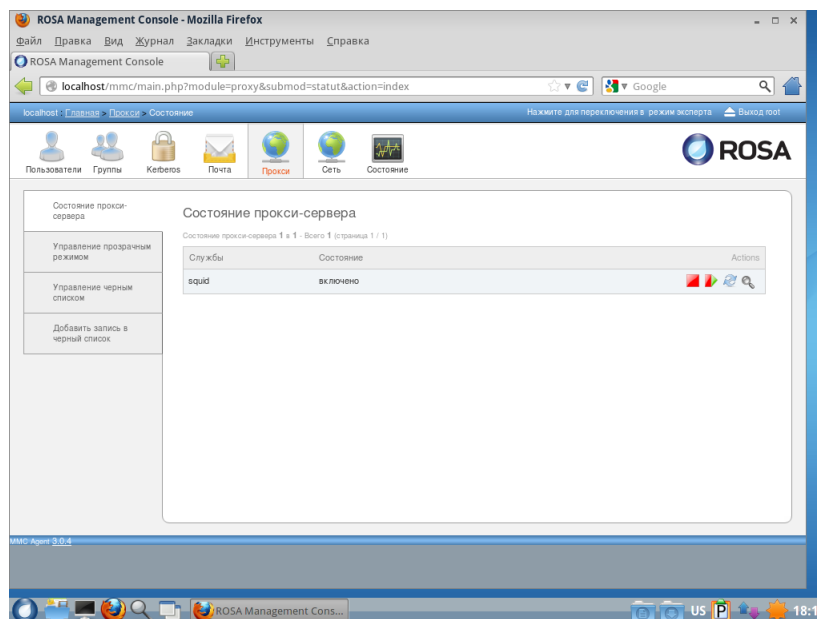 ROSA Management Console - Mozilla Firefox
Файл Правка Вид Журнал Закладки Инструменты Справка
ROSA Management Console
localhost/mmc/main.php?module=proxy&submod=statut&action=index
Google
localhost - Главная > Прокси > Состояние
Нажмите для переключения в режим эксперта
Выход root
Пользователи Группы Kerberos Почта Прокси Сеть Состояние
ROSA
Состояние прокси-
сервера
Управление прозрачным
режимом
Управление черным
списком
Добавить запись в
черный список
Состояние прокси-сервера
Состояние прокси-сервера 1 в 1 - Всего 1 (страница 1 / 1)
Службы Состояние Actions
squid включено
MMC Agent 3.0.4
ROSA Management Cons...
US
P
18:1